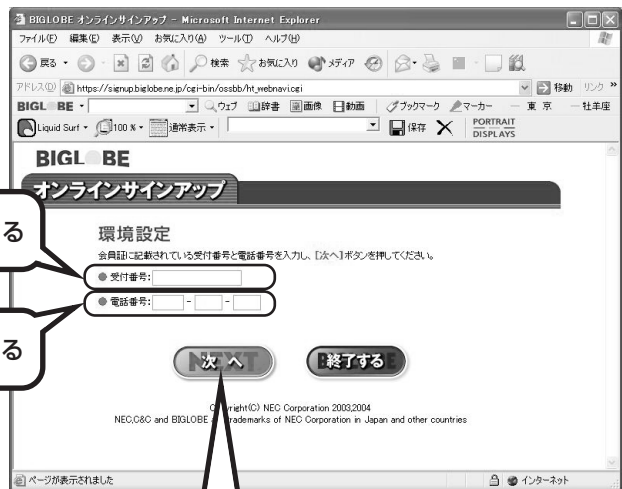 BIGLOBE オンラインサインアップ - Microsoft Internet Explorer
ファイル(F) 編集(E) 表示(V) お気に入り(A) ツール(T) ヘルプ(H)
戻る 検索 お気に入り メディア
アドレス(D) https://signup.biglobe.ne.jp/cgi-bin/ossbb/ht_webnavi.cgi 移動 リンク »
BIGL BE ウェブ 辞書 画像 動画 ブックマーク マーカー 東京 牡羊座
Liquid Surf 100 % 通常表示 保存 PORTRAIT DISPLAYS
BIGL BE
オンラインサインアップ
る
環境設定
会員証に記載されている受付番号と電話番号を入力し、[次へ]ボタンを押してください。
受付番号:
電話番号: - -
る
次へ 終了する
right(C) NEC Corporation 2003,2004
NEC,C&C and BIGLOBE rademarks of NEC Corporation in Japan and other countries
ページが表示されました インターネット